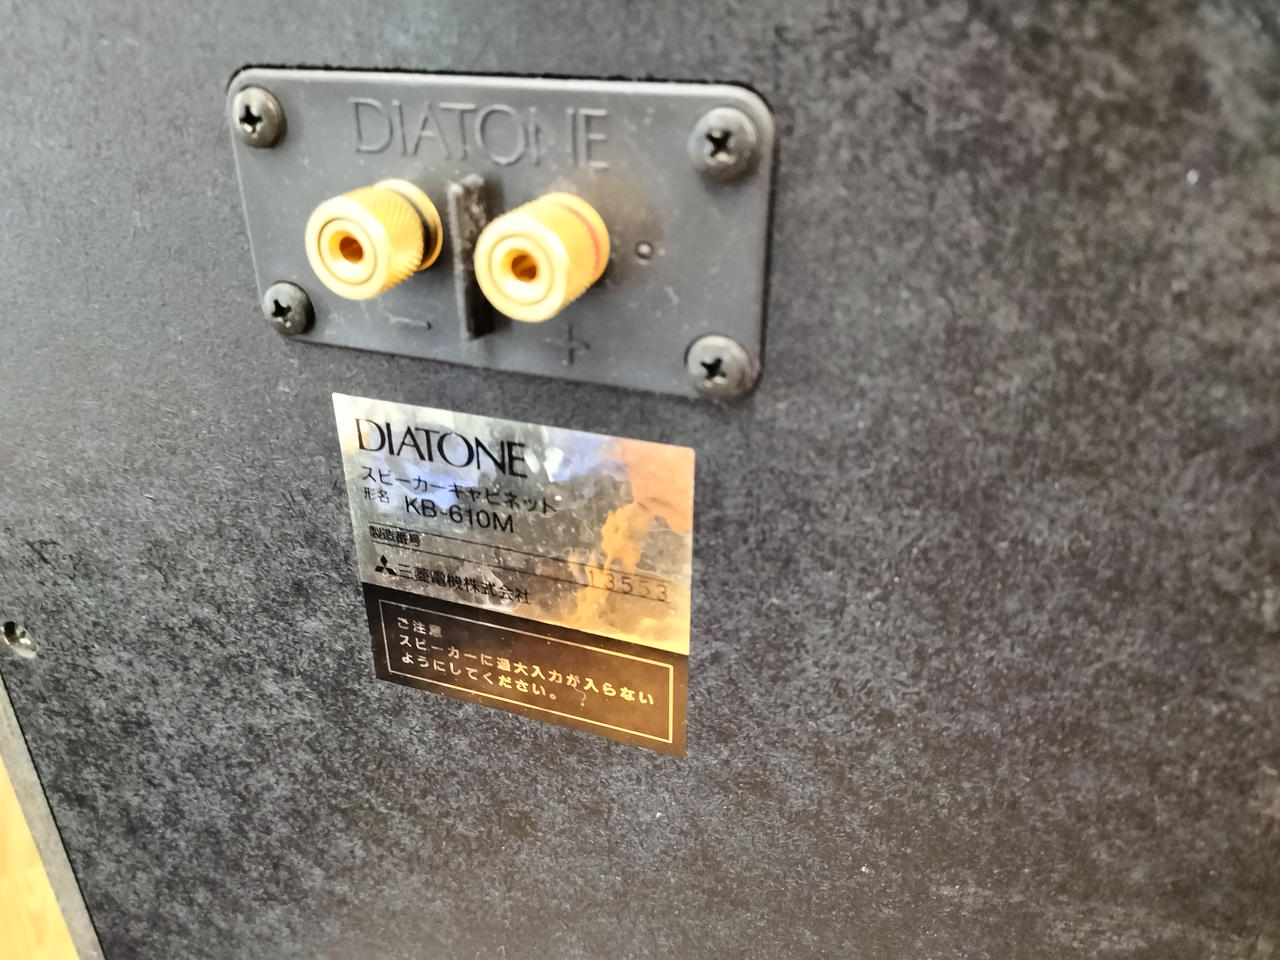 DIATONE
− +
DIATONE
スピーカーキャビネット
形名 KB-610M
製造番号 13553
三菱電機株式会社
ご注意
スピーカーに過大入力が入らない
ようにしてください。